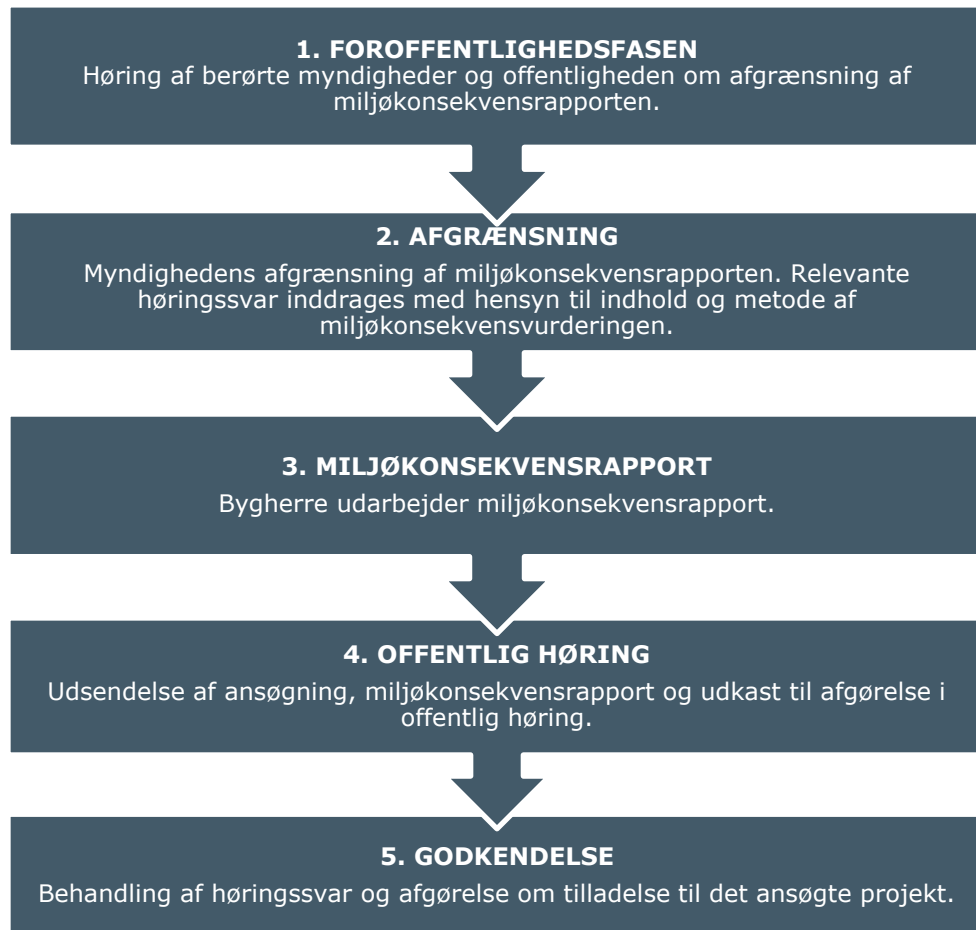 1. FOROFFENTLIGHEDSFASEN
Høring af berørte myndigheder og offentligheden om afgrænsning af
miljøkonsekvensrapporten.
2. AFGRÆNSNING
Myndighedens afgrænsning af miljøkonsekvensrapporten. Relevante
høringssvar inddrages med hensyn til indhold og metode af
miljøkonsekvensvurderingen.
3. MILJØKONSEKVENSRAPPORT
Bygherre udarbejder miljøkonsekvensrapport.
4. OFFENTLIG HØRING
Udsendelse af ansøgning, miljøkonsekvensrapport og udkast til afgørelse i
offentlig høring.
5. GODKENDELSE
Behandling af høringssvar og afgørelse om tilladelse til det ansøgte projekt.